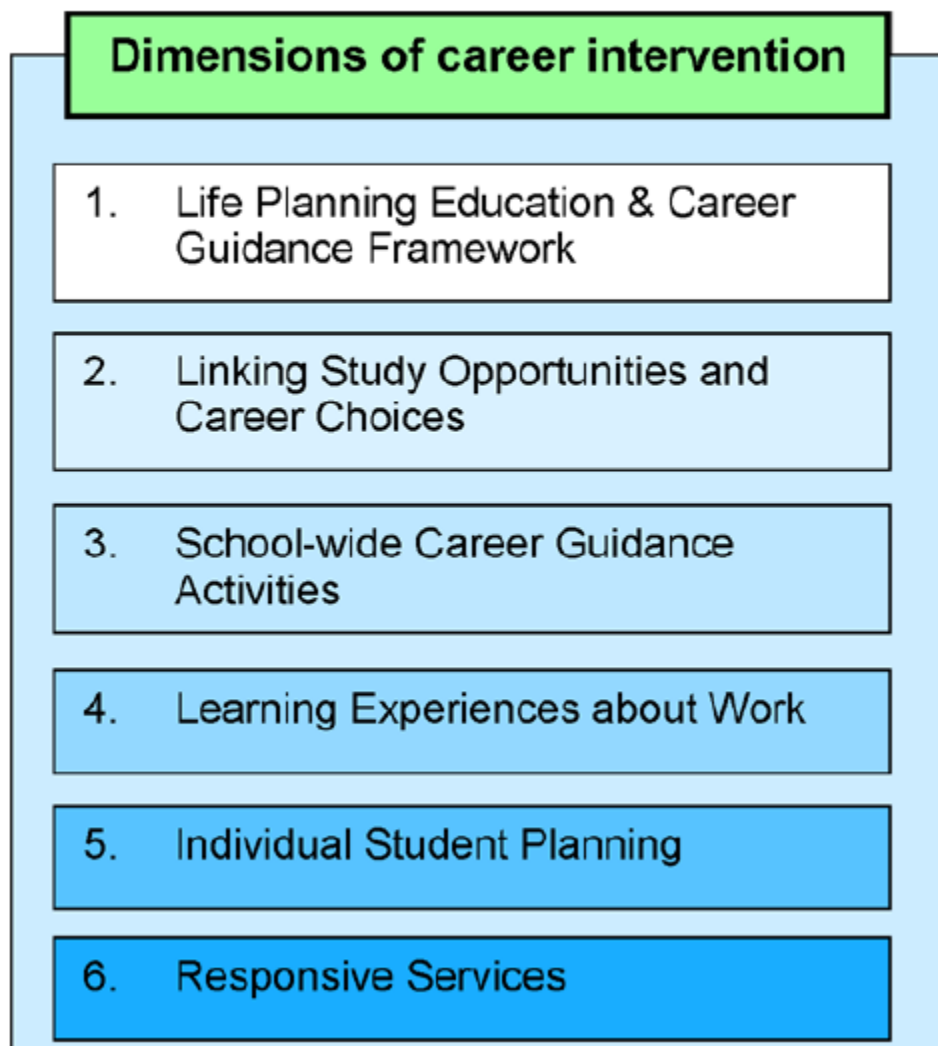 Dimensions of career intervention
1. Life Planning Education & Career
Guidance Framework
2. Linking Study Opportunities and
Career Choices
3. School-wide Career Guidance
Activities
4. Learning Experiences about Work
5. Individual Student Planning
6. Responsive Services